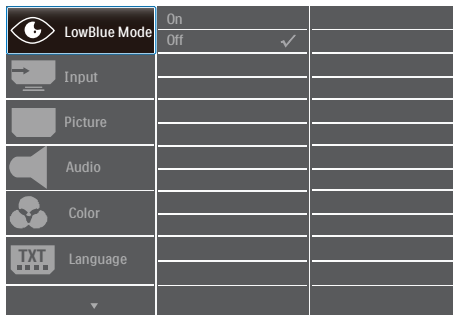 LowBlue Mode
On
Off
Input
Picture
Audio
Color
TXT
Language